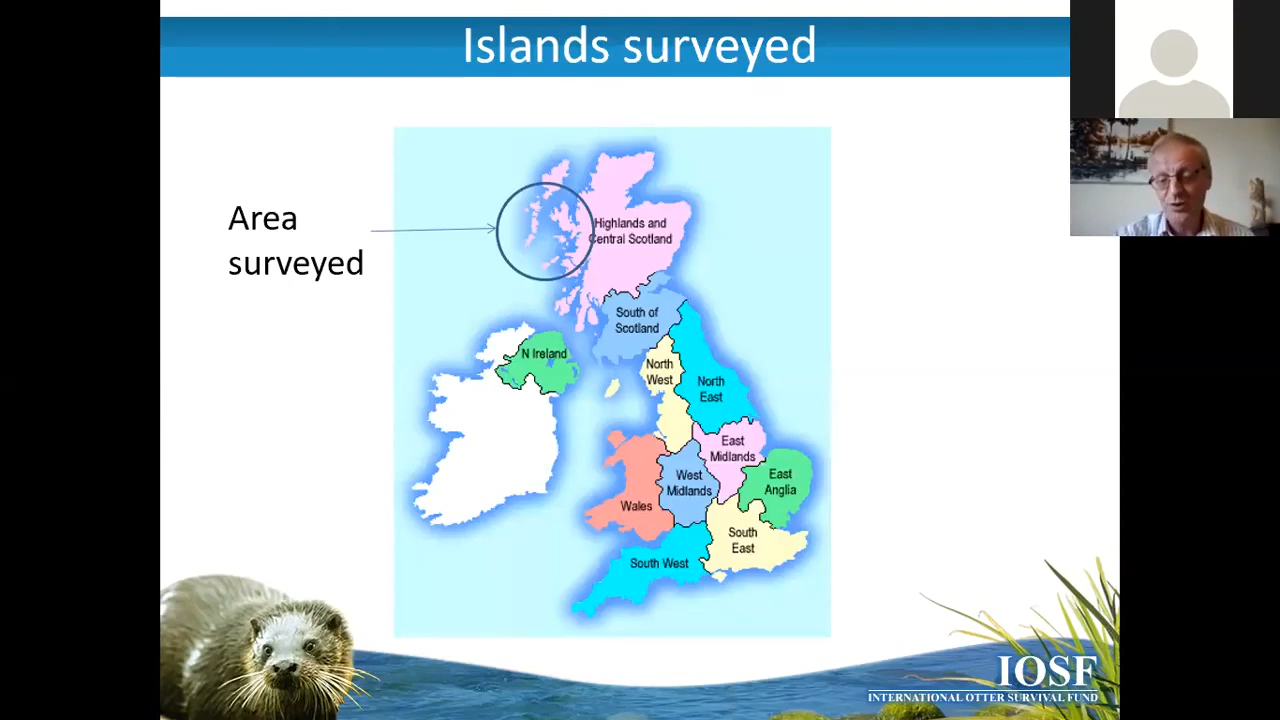 Islands surveyed
Area
surveyed
Highlands and
Central Scotland
South of
Scotland
N Ireland
North
West
North
East
East
Midlands
West
Midlands
East
Anglia
Wales
South
East
South West
IOSF
INTERNATIONAL OTTER SURVIVAL FUND